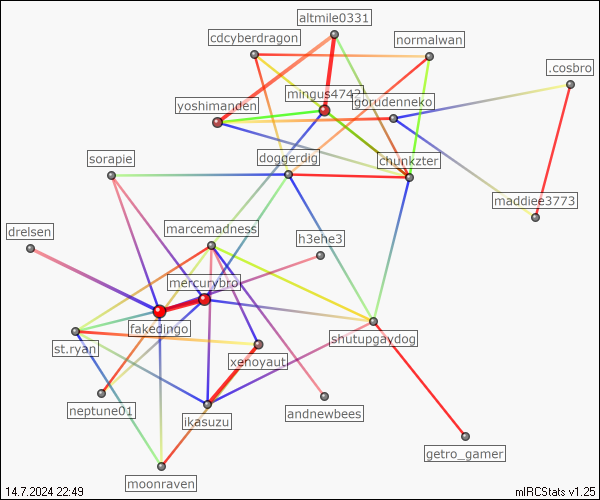 altmile0331
cdcyberdragon
normalwan
.cosbro
mingus4742
gorudenneko
yoshimanden
sorapie
doggerdig
chunkzter
maddiee3773
drelsen
marcemadness
h3ehe3
mercurybro
fakedingo
st.ryan
shutupgaydog
xenoyaut
neptune01
ikasuzu
andnewbees
getro_gamer
moonraven
14.7.2024 22:49
mIRCStats v1.25